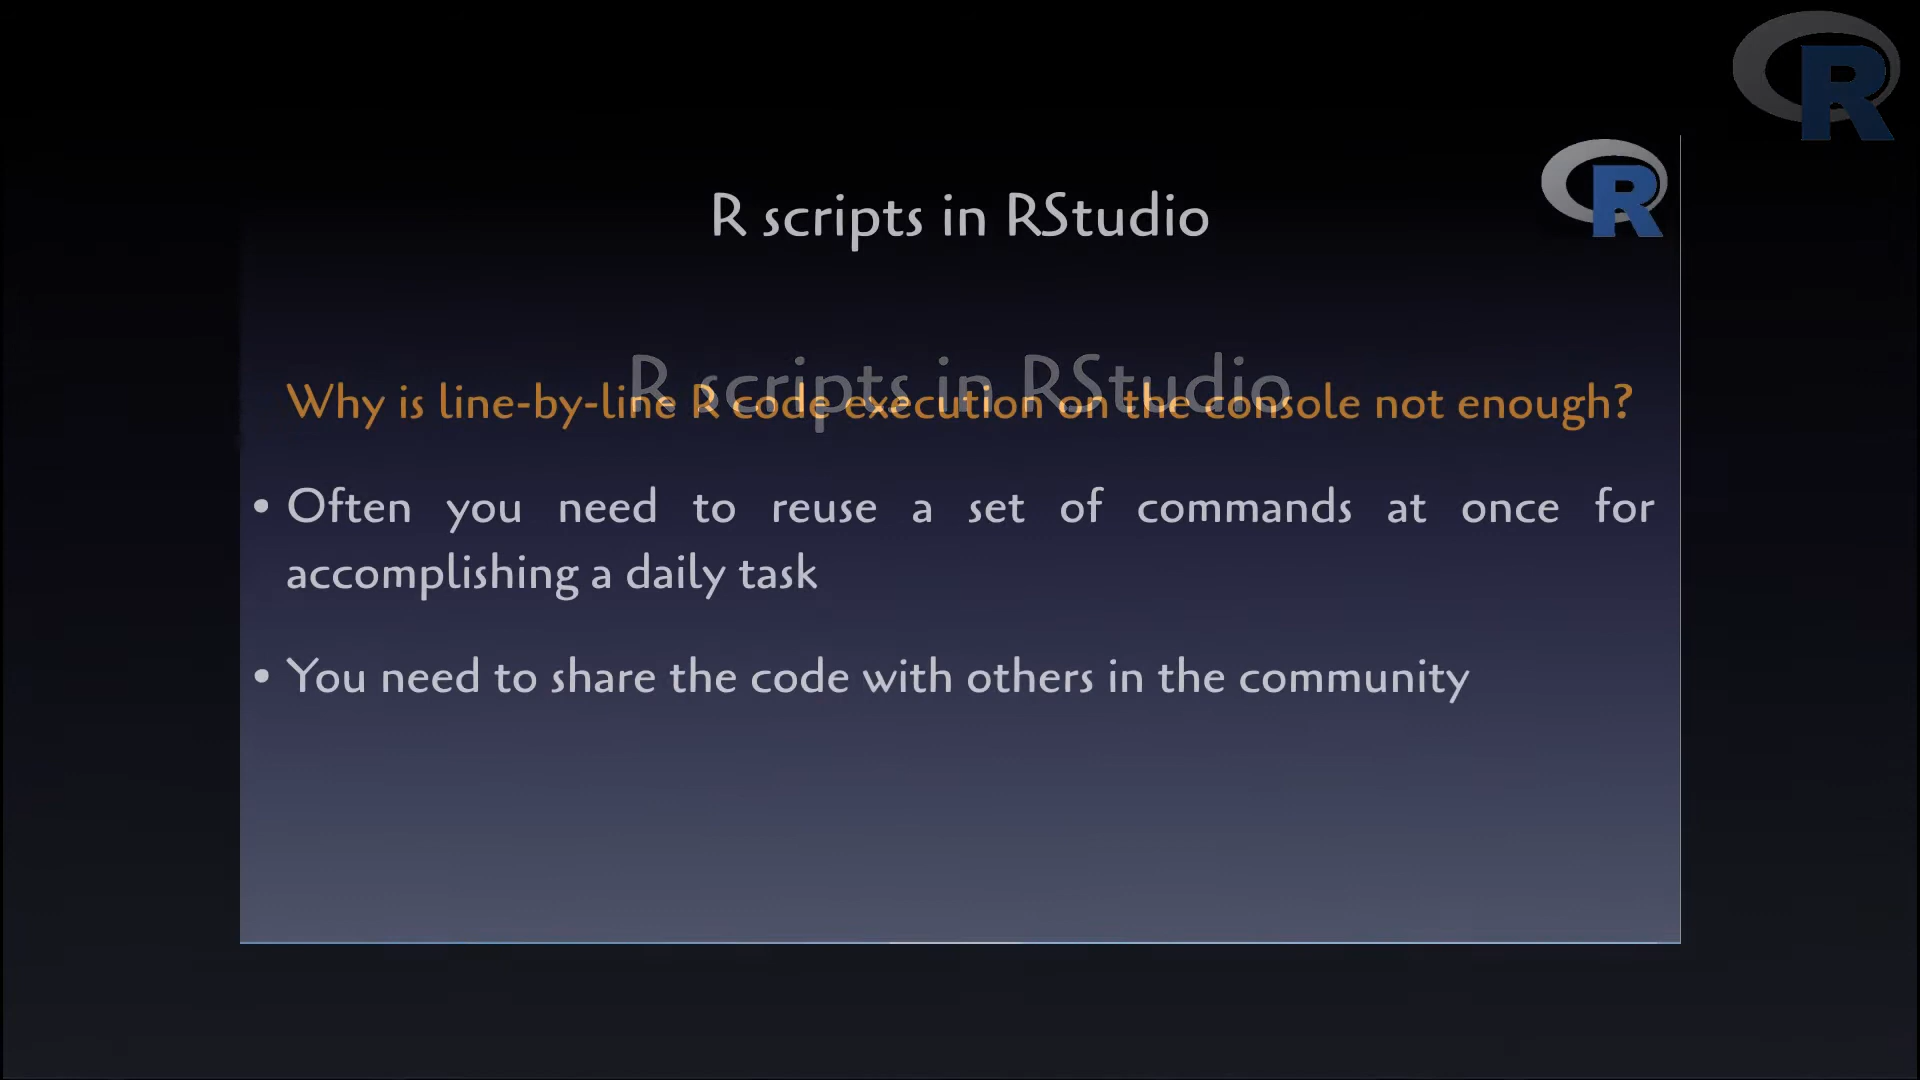 R
R
R scripts in RStudio
R scripts in RStudio
Why is line-by-line R code execution on the console not enough?
• Often you need to reuse a set of commands at once for
accomplishing a daily task
• You need to share the code with others in the community